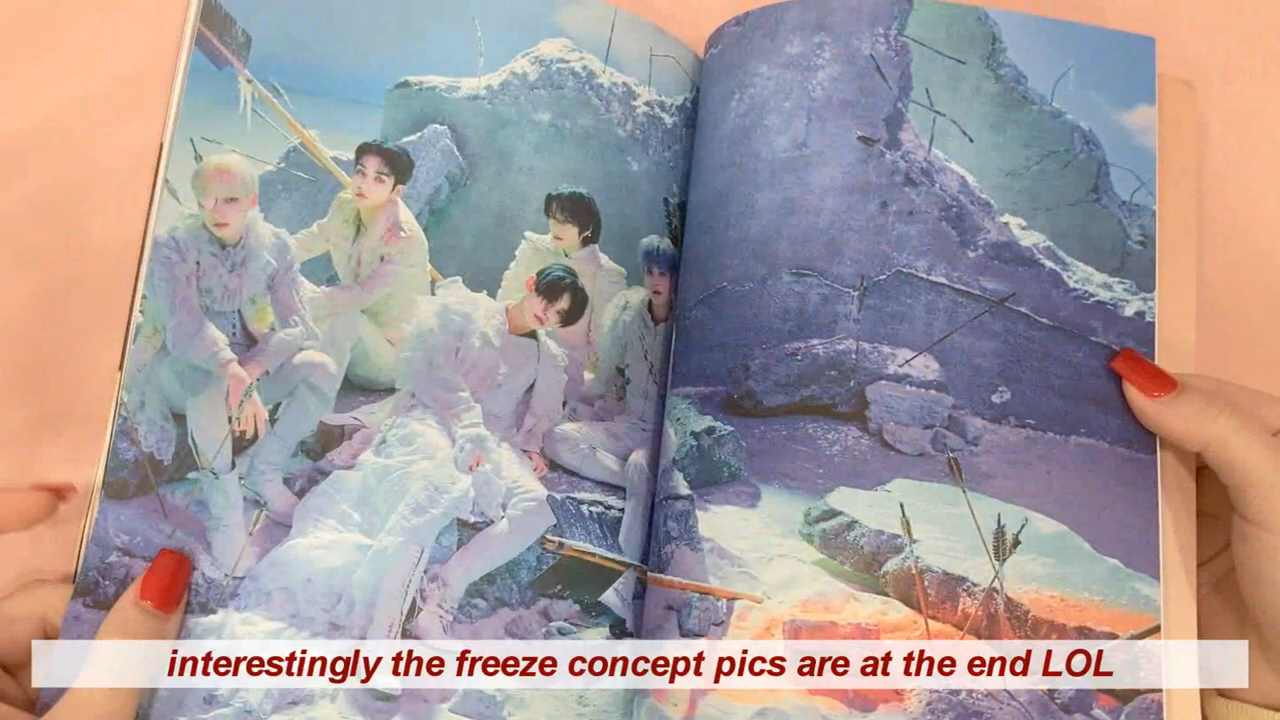 interestingly the freeze concept pics are at the end LOL